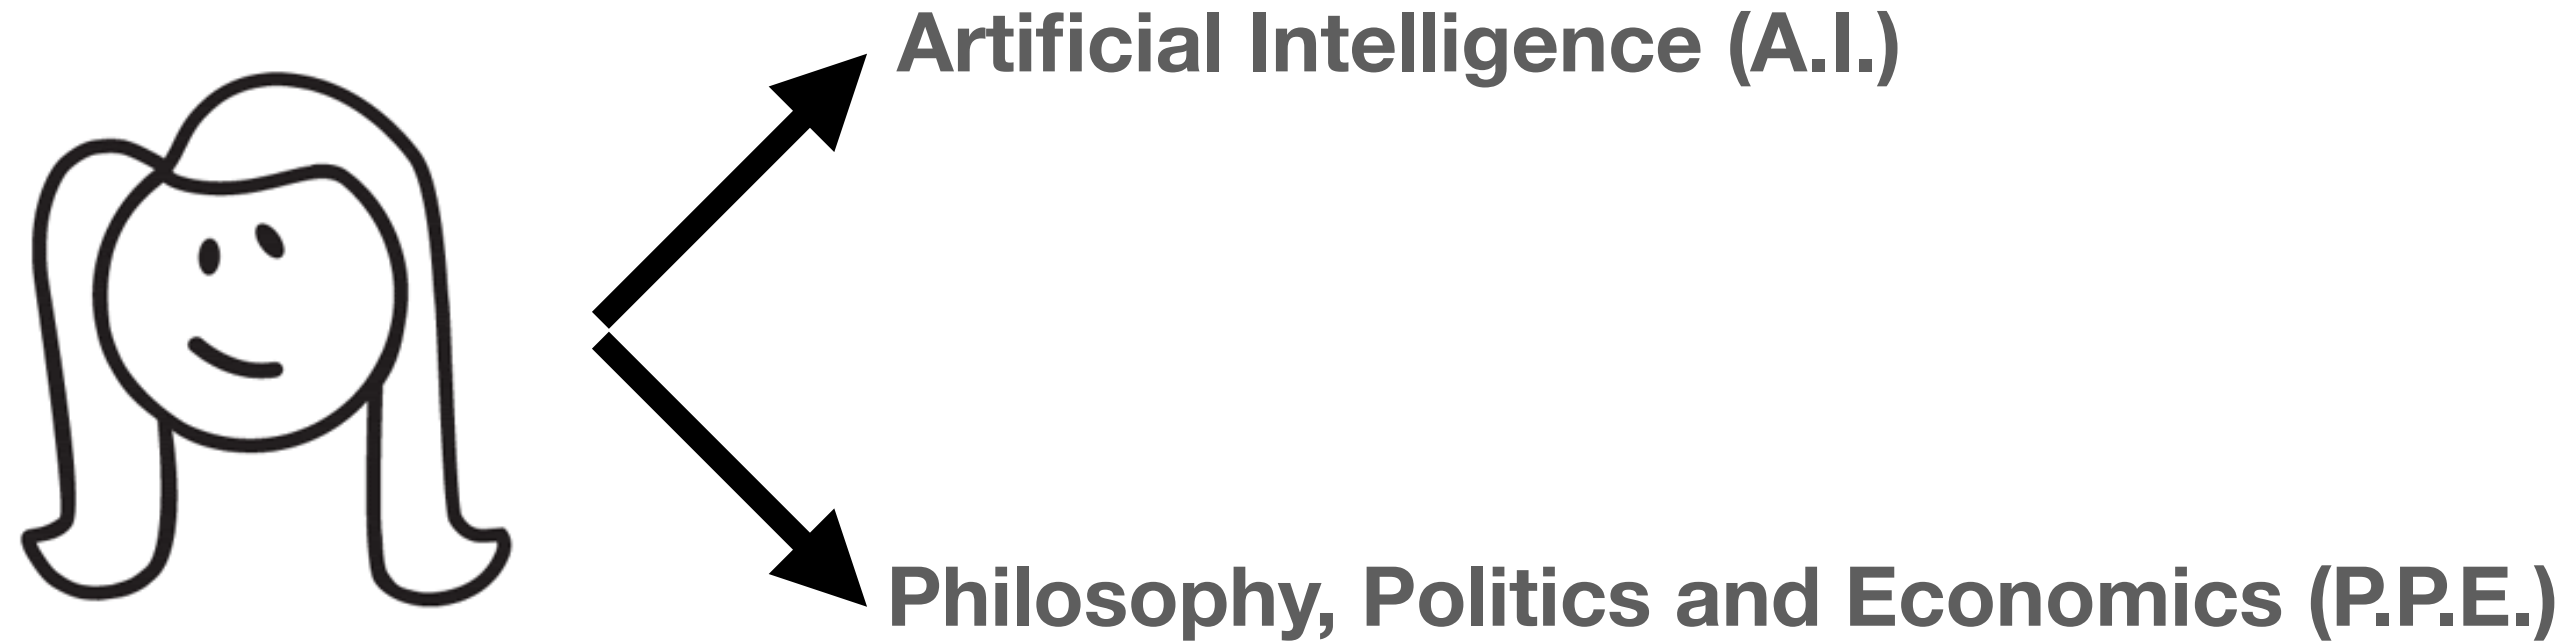 Artificial Intelligence (A.I.)
Philosophy, Politics and Economics (P.P.E.)